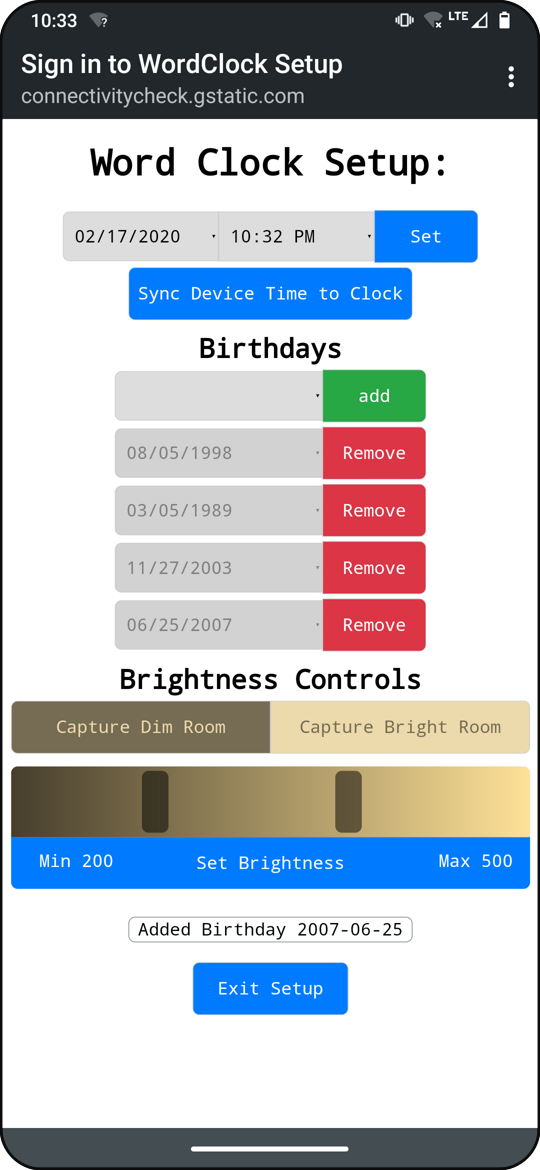 10:33
LTE
Sign in to WordClock Setup
connectivitycheck.gstatic.com
Word Clock Setup:
02/17/2020 10:32 PM Set
Sync Device Time to Clock
Birthdays
add
08/05/1998 Remove
03/05/1989 Remove
11/27/2003 Remove
06/25/2007 Remove
Brightness Controls
Capture Dim Room Capture Bright Room
Min 200 Set Brightness Max 500
Added Birthday 2007-06-25
Exit Setup